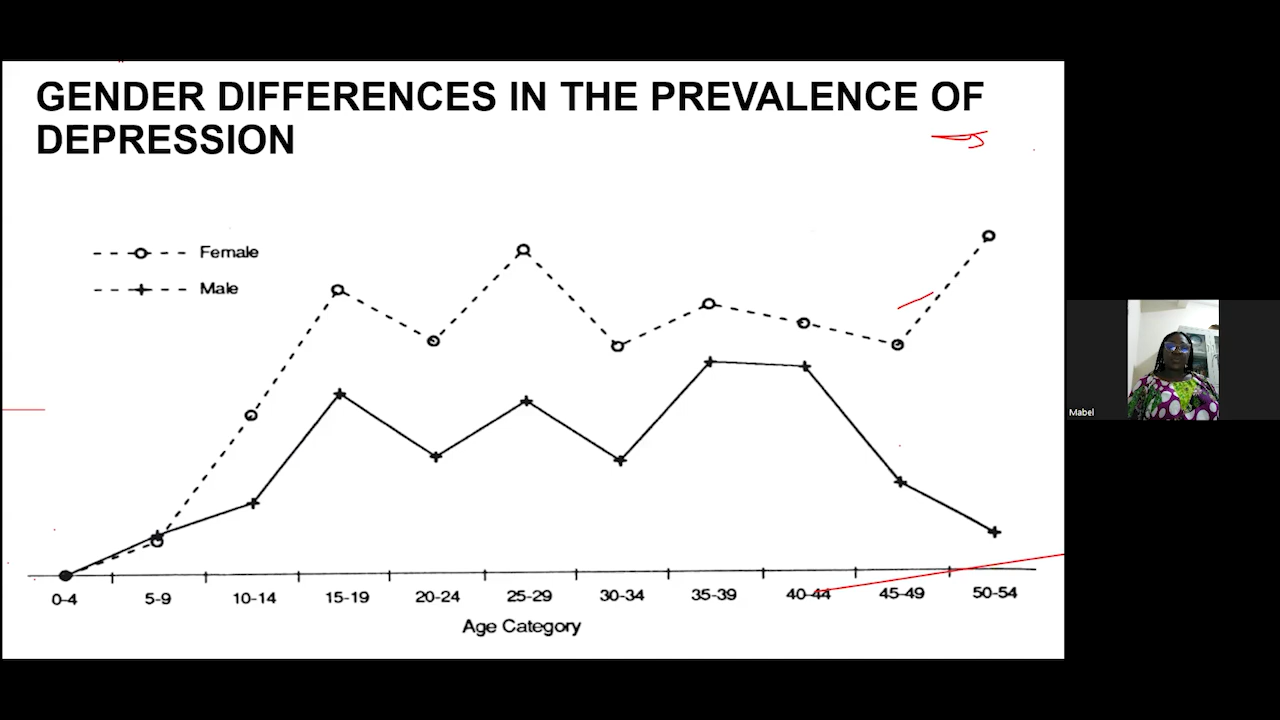 GENDER DIFFERENCES IN THE PREVALENCE OF
DEPRESSION
Female
Male
0-4 5-9 10-14 15-19 20-24 25-29 30-34 35-39 40-44 45-49 50-54
Age Category
Mabel